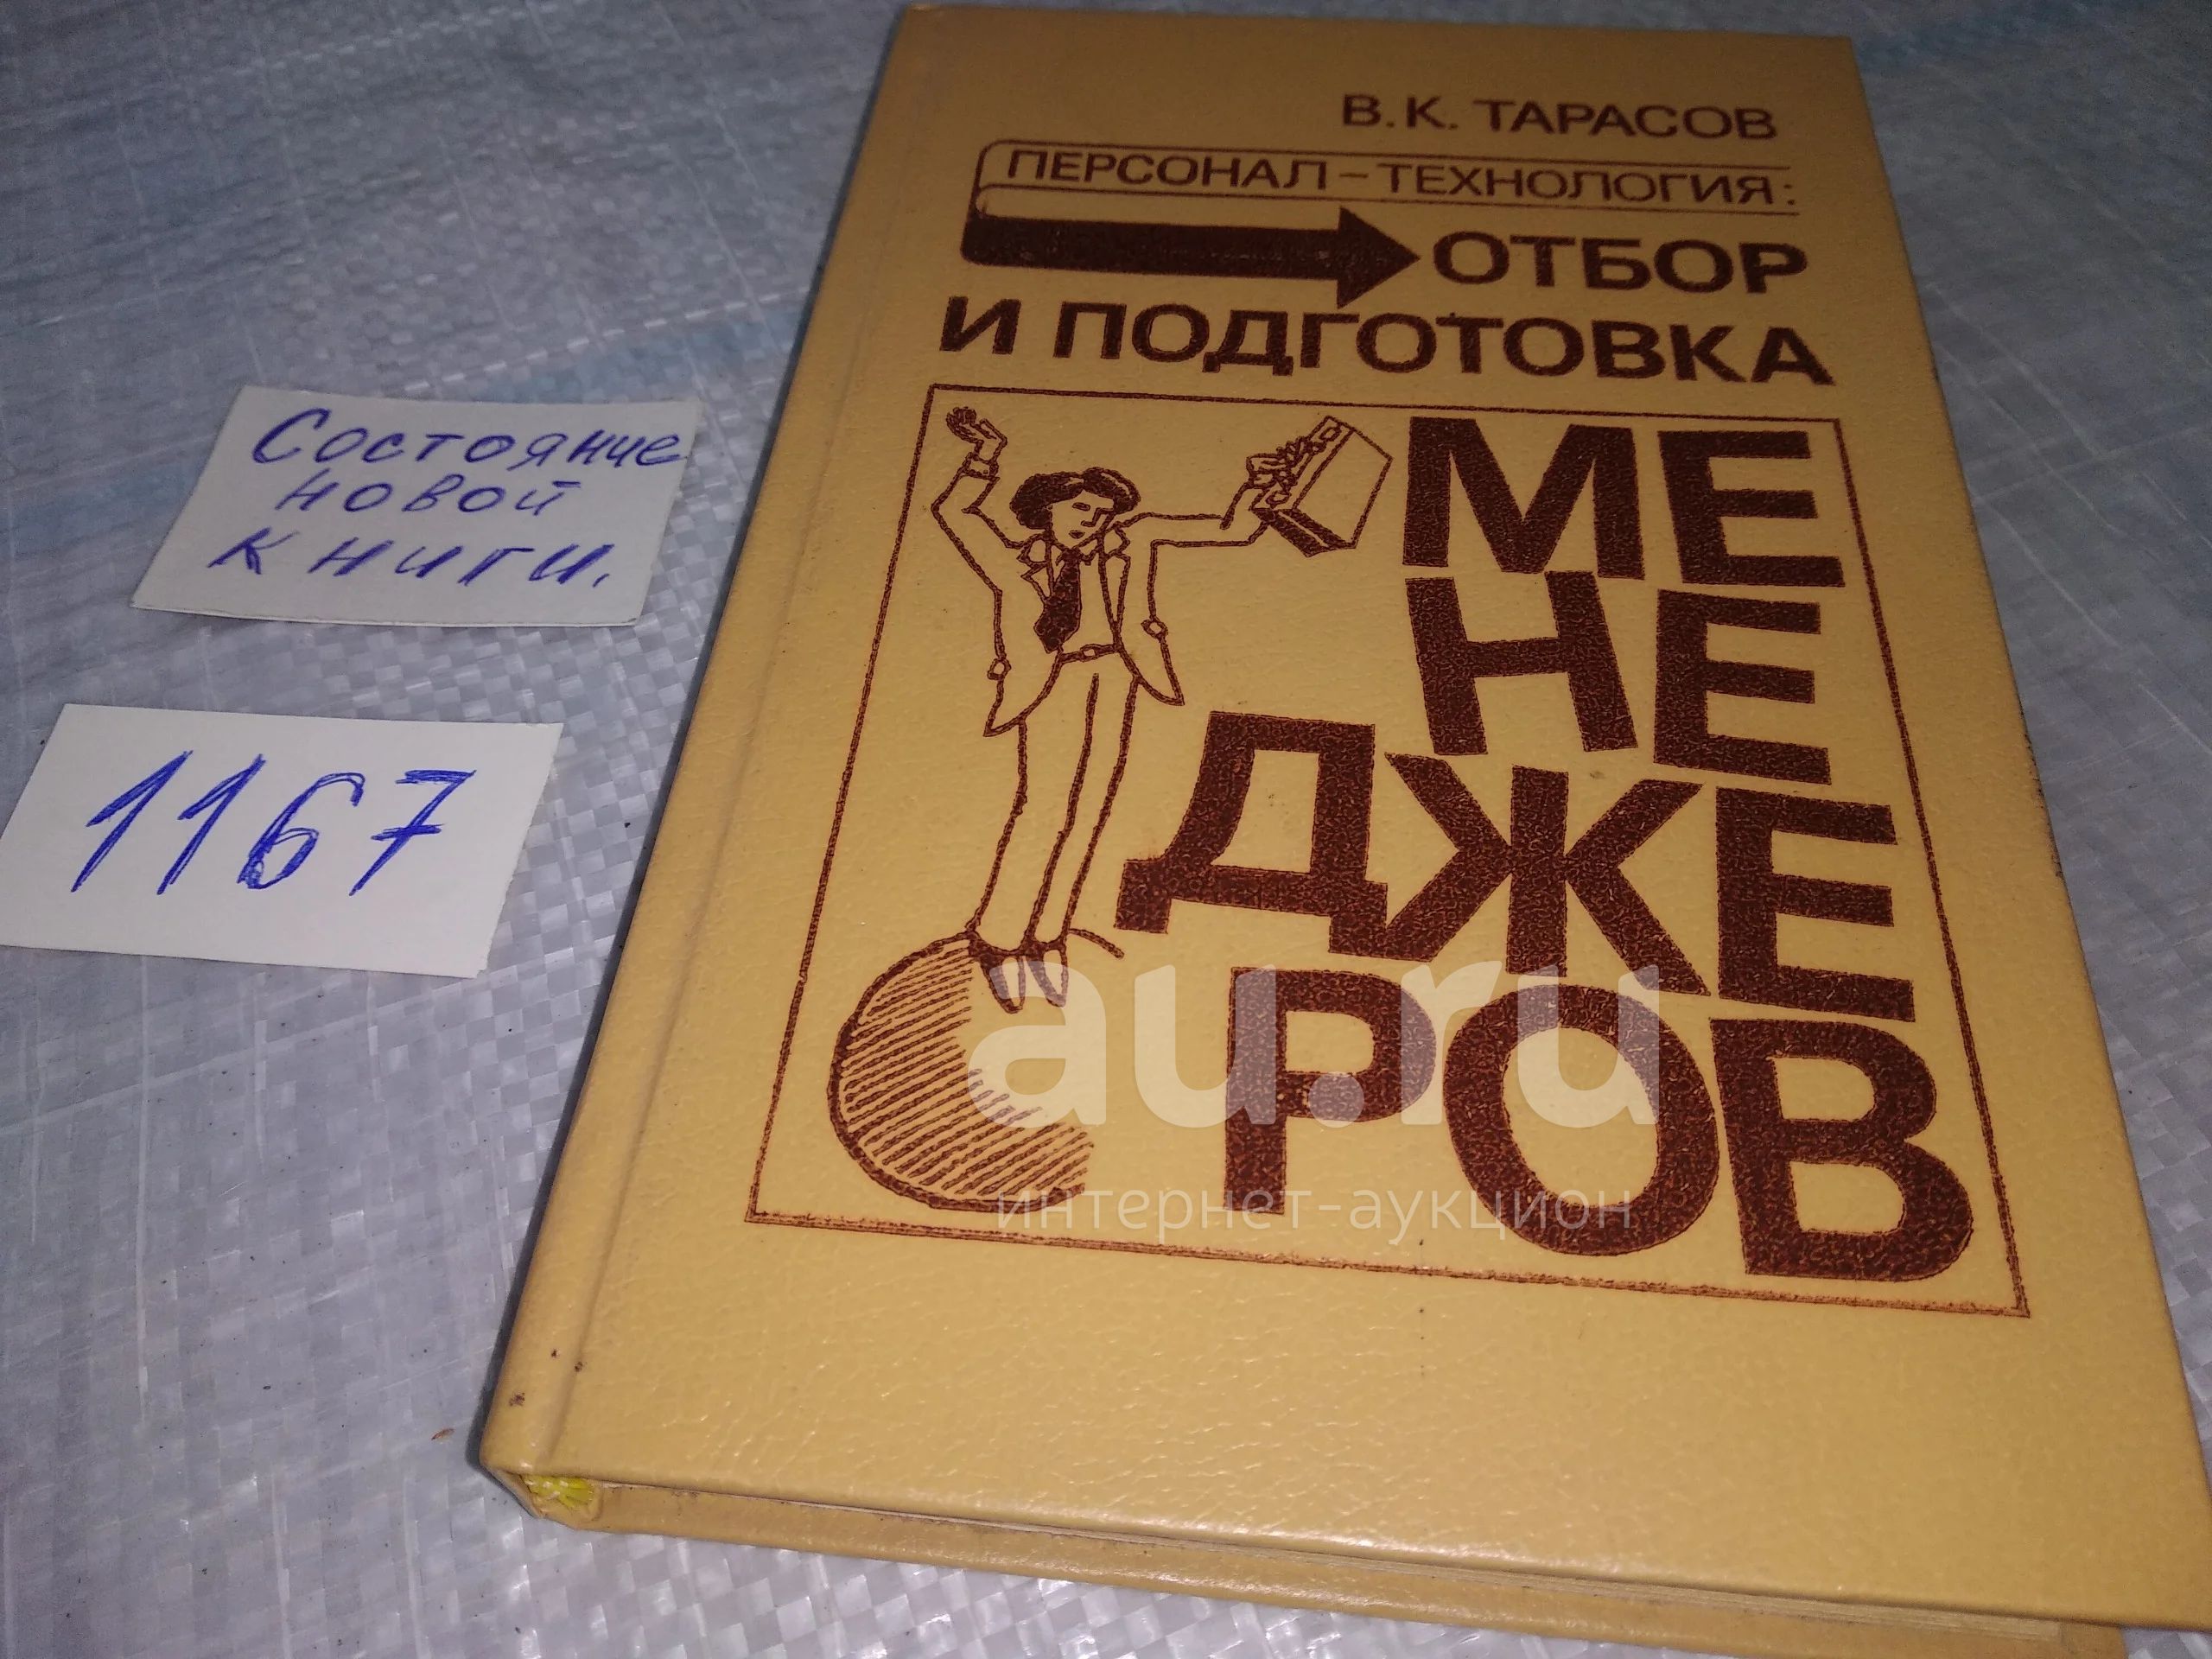 В. К. ТАРАСОВ
ПЕРСОНАЛ – ТЕХНОЛОГИЯ:
ОТБОР
И ПОДГОТОВКА
МЕ
НЕ
ДЖЕ
РОВ
Состояние
новой
книги.
1167
au.ru
интернет-аукцион